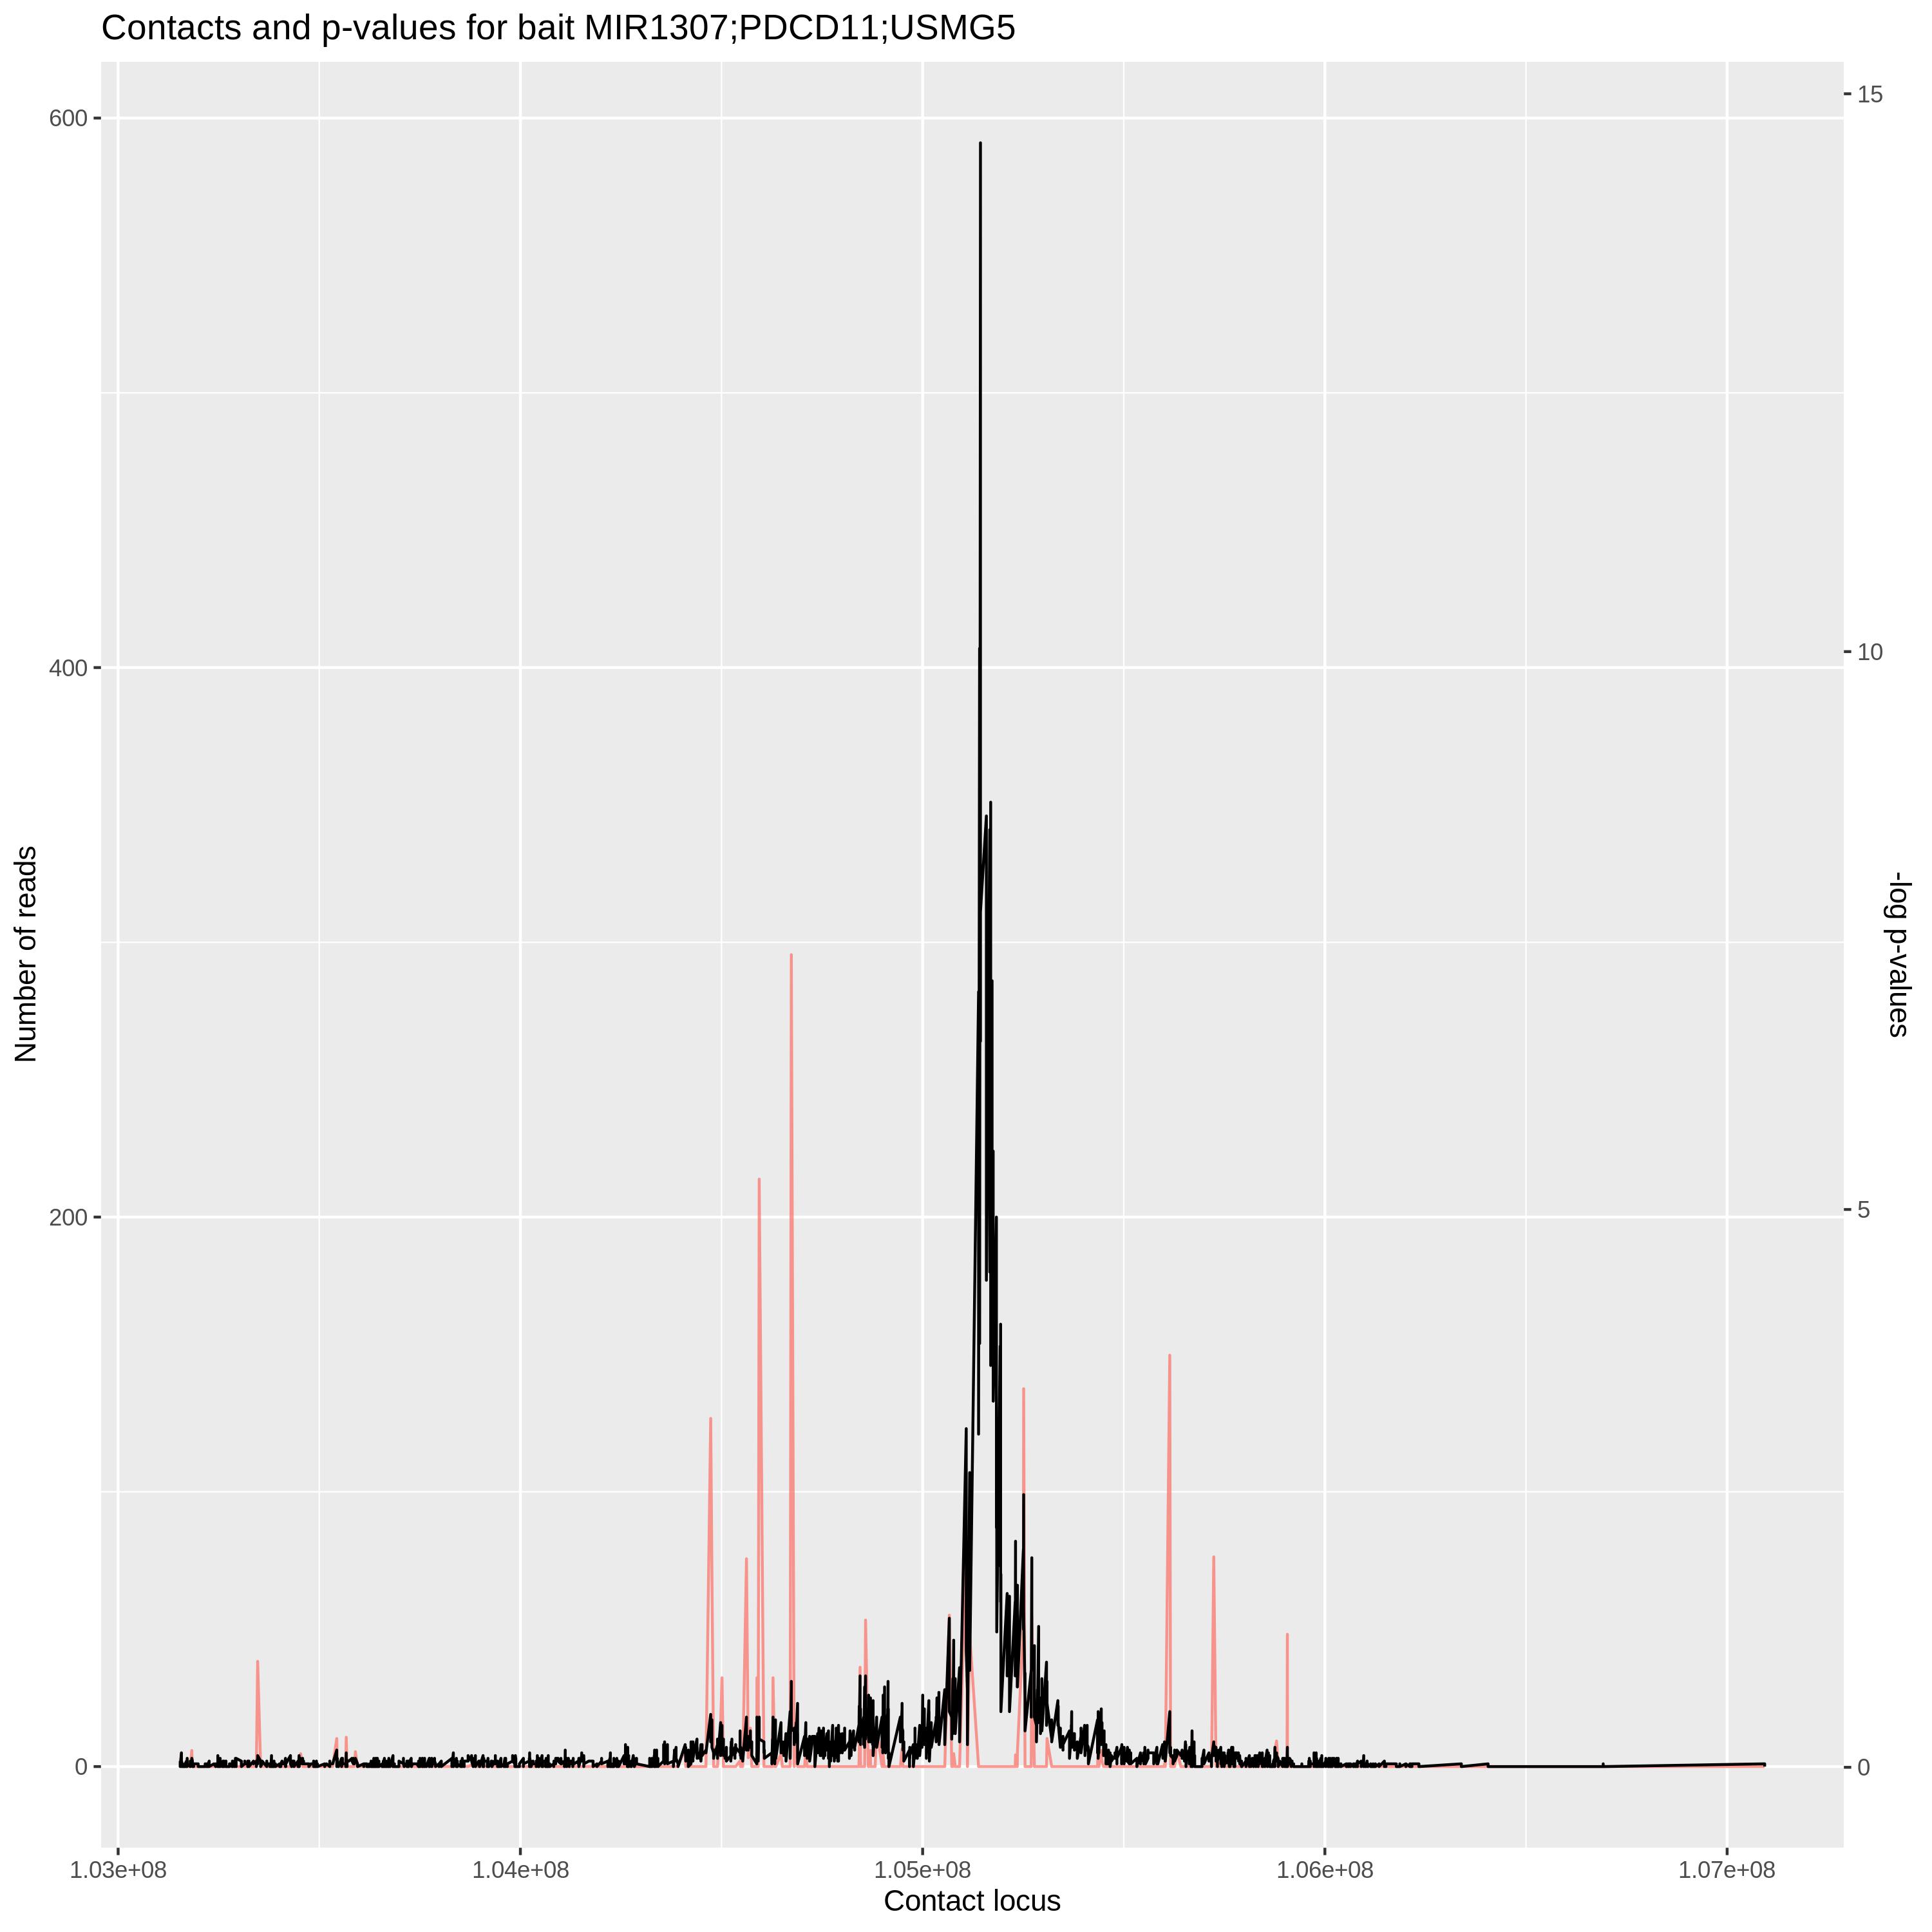 Contacts and p-values for bait MIR1307;PDCD11;USMG5
600
400
200
0
Number of reads
15
10
5
0
-log p-values
1.03e+08 1.04e+08 1.05e+08 1.06e+08 1.07e+08
Contact locus